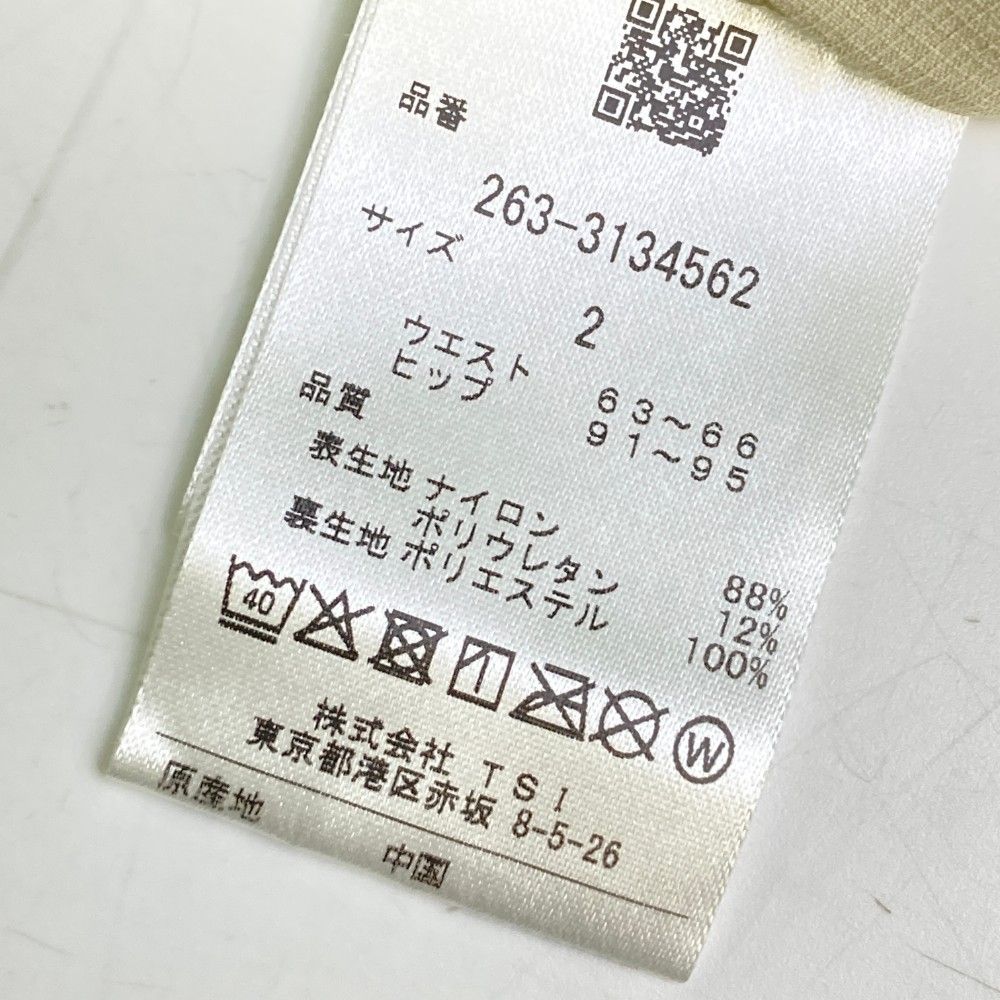 品番
263-3134562
サイズ
2
ウエスト 63～66
ヒップ 91～95
品質
表生地 ナイロン 88%
ポリウレタン 12%
裏生地 ポリエステル 100%
40
W
株式会社 TSI
東京都港区赤坂 8-5-26
原産地
中国